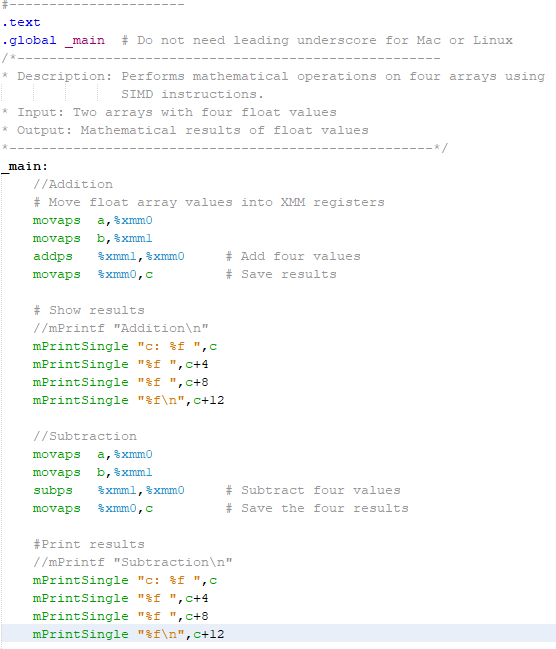 #----------------------
.text
.global _main  # Do not need leading underscore for Mac or Linux
/*-----------------------------------------------------
* Description: Performs mathematical operations on four arrays using
               SIMD instructions.
* Input: Two arrays with four float values
* Output: Mathematical results of float values
*-----------------------------------------------------*/
_main:
    //Addition
    # Move float array values into XMM registers
    movaps  a,%xmm0
    movaps  b,%xmm1
    addps   %xmm1,%xmm0     # Add four values
    movaps  %xmm0,c         # Save results

    # Show results
    //mPrintf "Addition\n"
    mPrintSingle "c: %f ",c
    mPrintSingle "%f ",c+4
    mPrintSingle "%f ",c+8
    mPrintSingle "%f\n",c+12

    //Subtraction
    movaps  a,%xmm0
    movaps  b,%xmm1
    subps   %xmm1,%xmm0     # Subtract four values
    movaps  %xmm0,c         # Save the four results

    #Print results
    //mPrintf "Subtraction\n"
    mPrintSingle "c: %f ",c
    mPrintSingle "%f ",c+4
    mPrintSingle "%f ",c+8
    mPrintSingle "%f\n",c+12